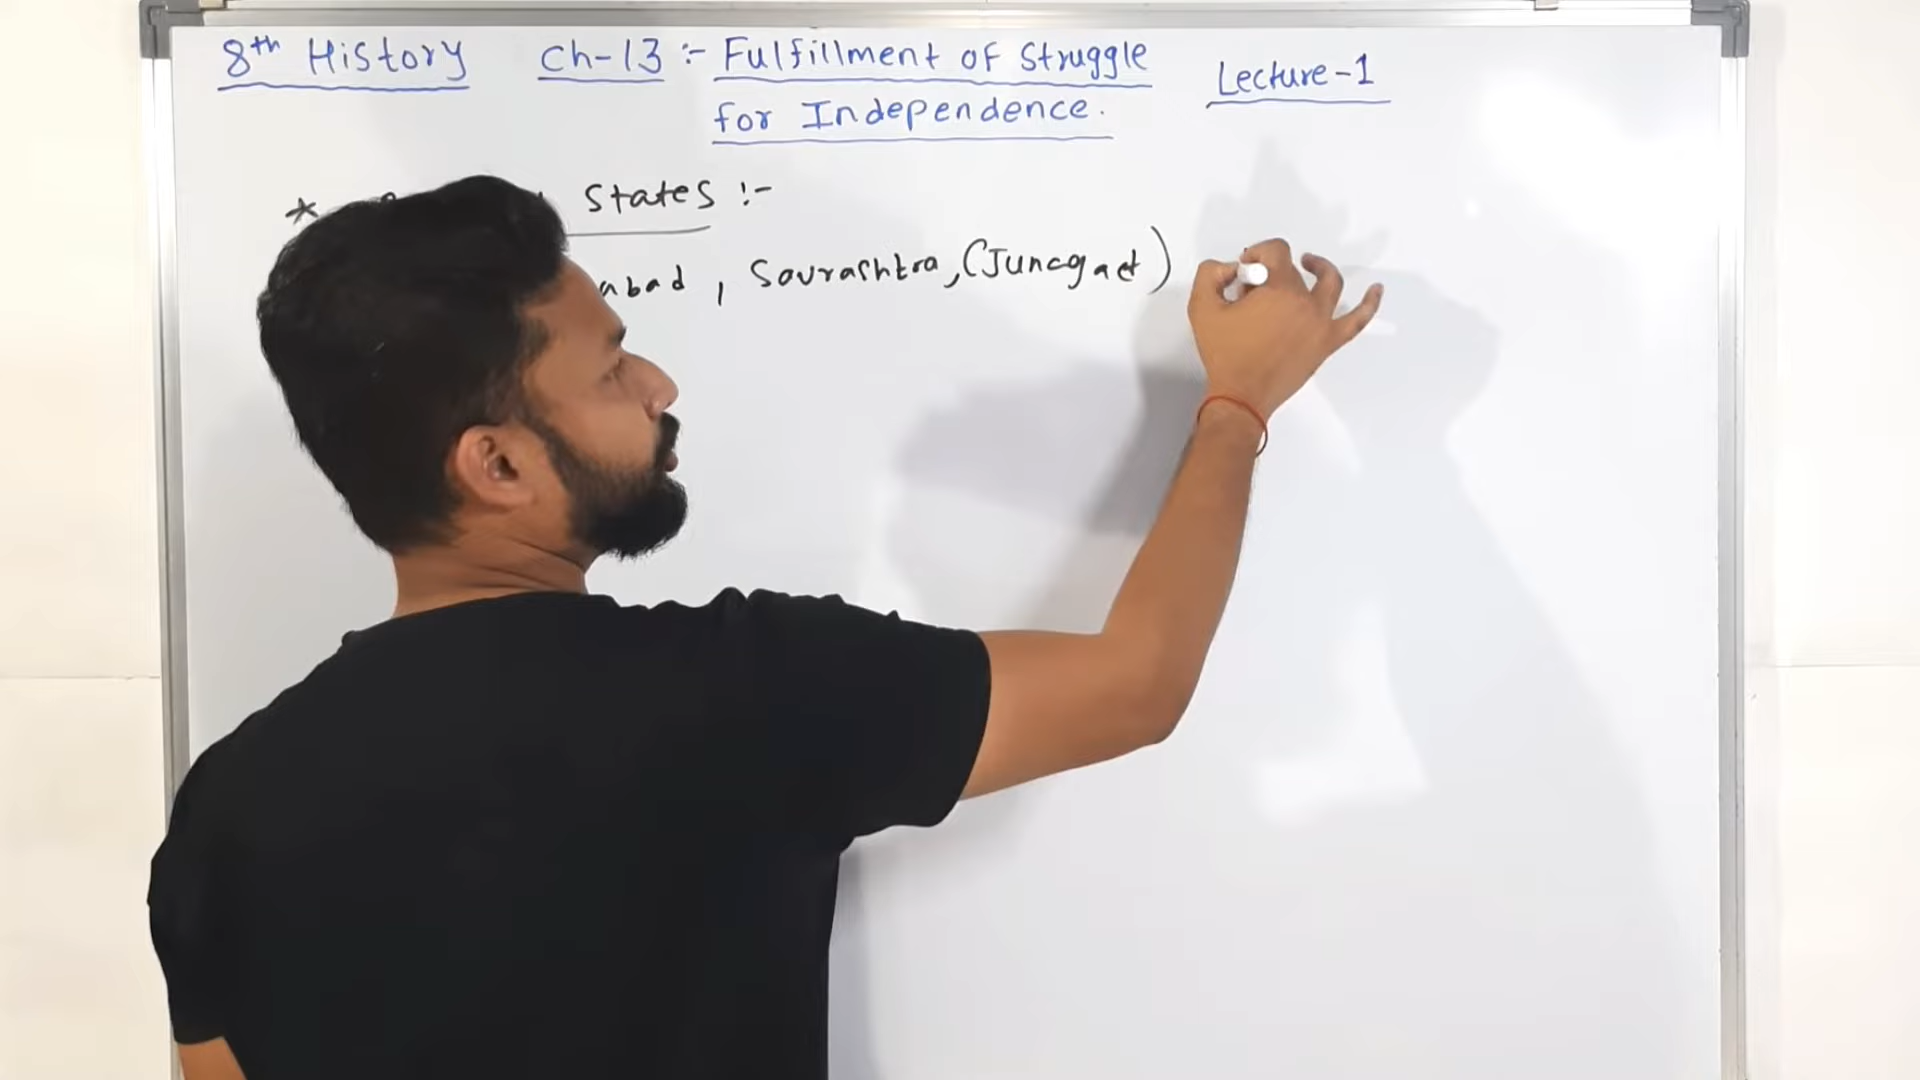 8th History Ch-13 :- Fulfillment of Struggle
for Independence.
Lecture-1
* States :-
abad , Sourashtra, (Junagad)